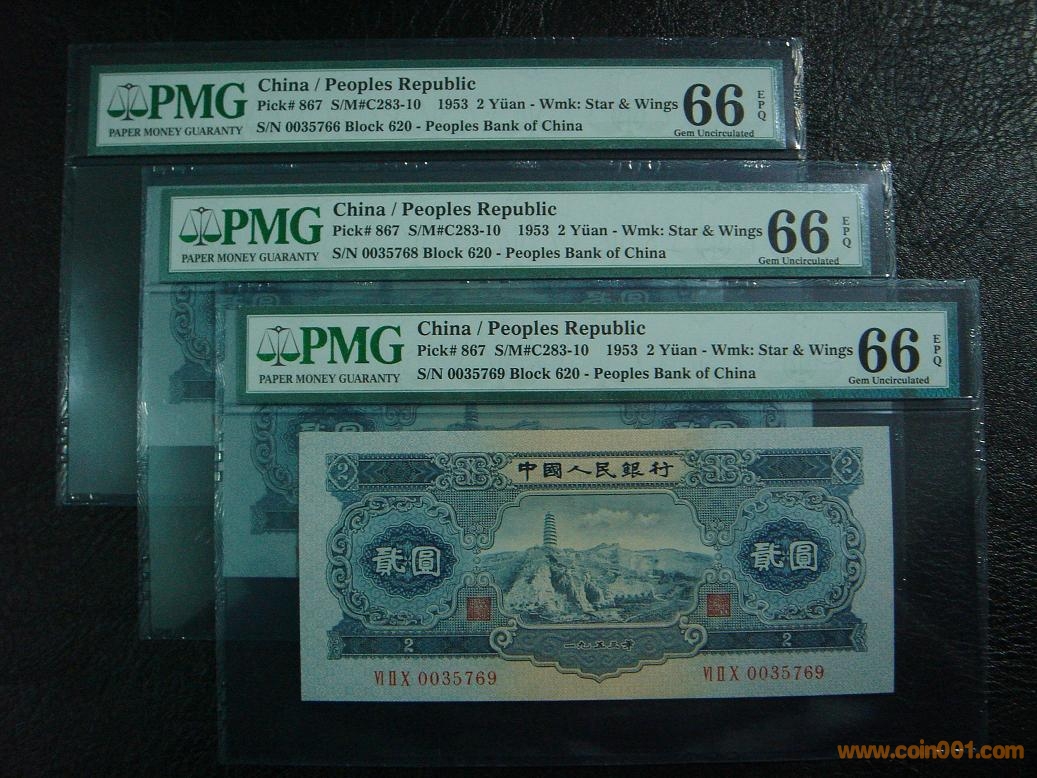 PMG
PAPER MONEY GUARANTY
China / Peoples Republic
Pick# 867 S/M#C283-10 1953 2 Yüan - Wmk: Star & Wings
S/N 0035766 Block 620 - Peoples Bank of China
66
EPQ
Gem Uncirculated
PMG
PAPER MONEY GUARANTY
China / Peoples Republic
Pick# 867 S/M#C283-10 1953 2 Yüan - Wmk: Star & Wings
S/N 0035768 Block 620 - Peoples Bank of China
66
EPQ
Gem Uncirculated
PMG
PAPER MONEY GUARANTY
China / Peoples Republic
Pick# 867 S/M#C283-10 1953 2 Yüan - Wmk: Star & Wings
S/N 0035769 Block 620 - Peoples Bank of China
66
EPQ
Gem Uncirculated
貳圓
貳圓
2 中國人民銀行 2
貳圓 貳圓
2 一九五三年 2
VI II X 0035769 VI II X 0035769
www.coin001.com